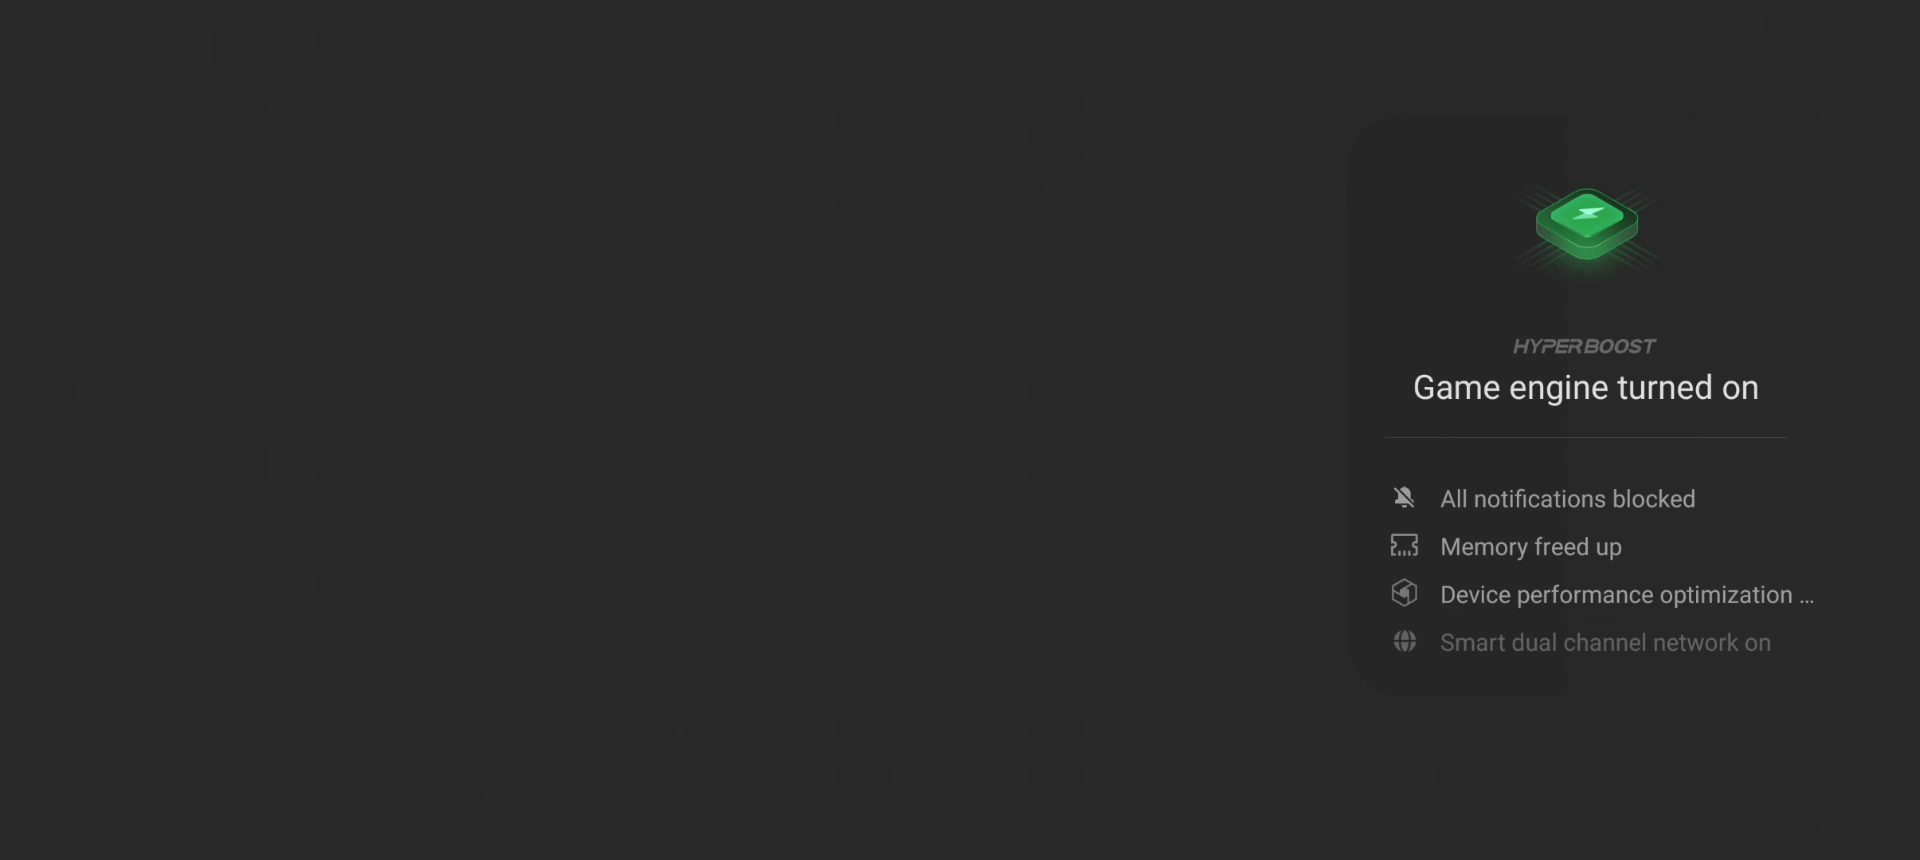 HYPERBOOST
Game engine turned on
All notifications blocked
Memory freed up
Device performance optimization ...
Smart dual channel network on